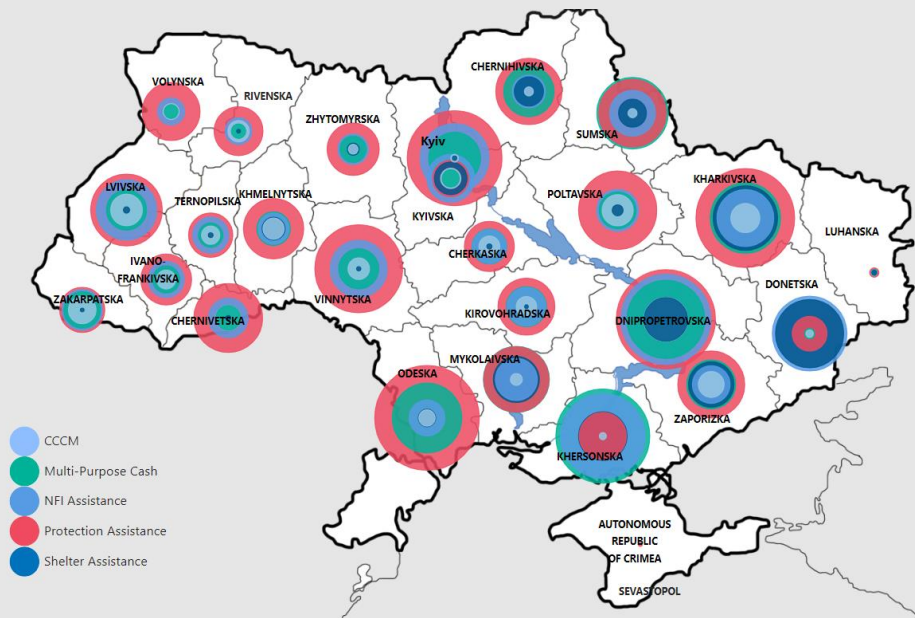 CHERNIHIVSKA
VOLYNSKA
RIVENSKA
ZHYTOMYRSKA
SUMSKA
Kyiv
KHARKIVSKA
LVIVSKA
TERNOPILSKA
KHMELNYTSKA
POLTAVSKA
KYIVSKA
LUHANSKA
CHERKASKA
IVANO-
FRANKIVSKA
DONETSKA
ZAKARPATSKA
VINNYTSKA
CHERNIVETSKA
KIROVOHRADSKA
DNIPROPETROVSKA
MYKOLAIVSKA
ODESKA
ZAPORIZKA
KHERSONSKA
CCCM
Multi-Purpose Cash
NFI Assistance
Protection Assistance
Shelter Assistance
AUTONOMOUS
REPUBLIC
OF CRIMEA
SEVASTOPOL